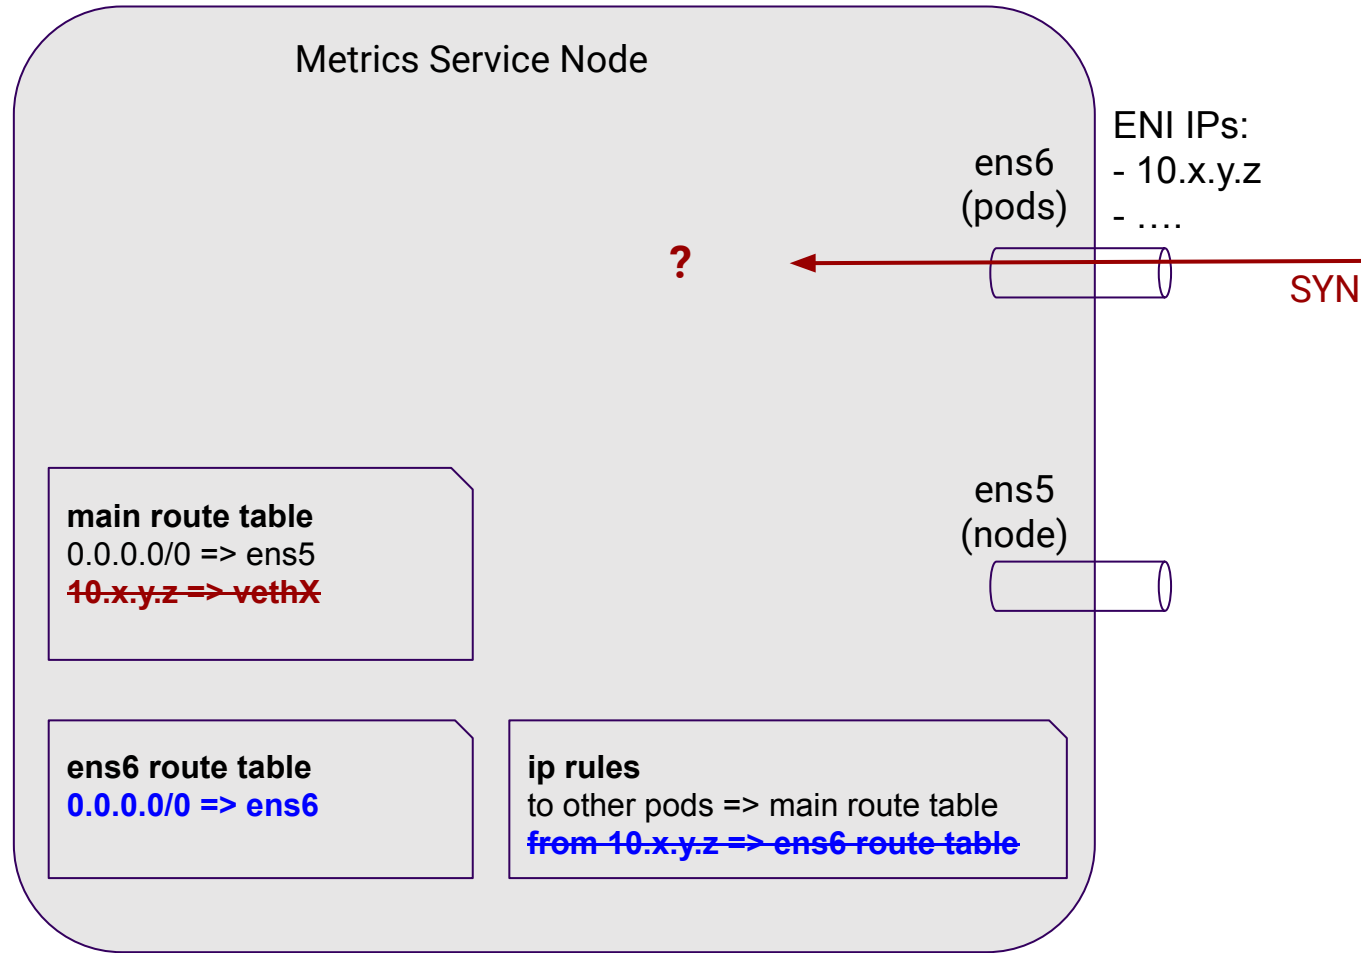 Metrics Service Node
ENI IPs:
- 10.x.y.z
- ....
ens6
(pods)
?
SYN
ens5
(node)
main route table
0.0.0.0/0 => ens5
10.x.y.z => vethX
ens6 route table
0.0.0.0/0 => ens6
ip rules
to other pods => main route table
from 10.x.y.z => ens6 route table